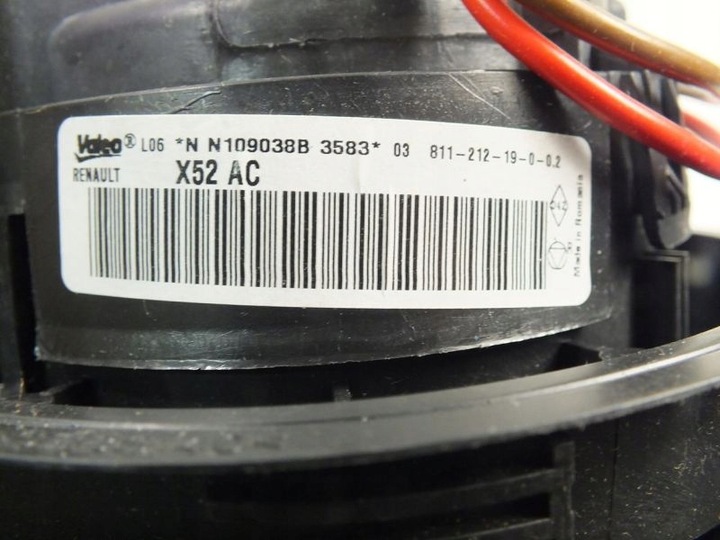 Valeo® L06 *N N109038B 3583* 03 811-212-19-0-0.2
RENAULT X52 AC
Made in Romania